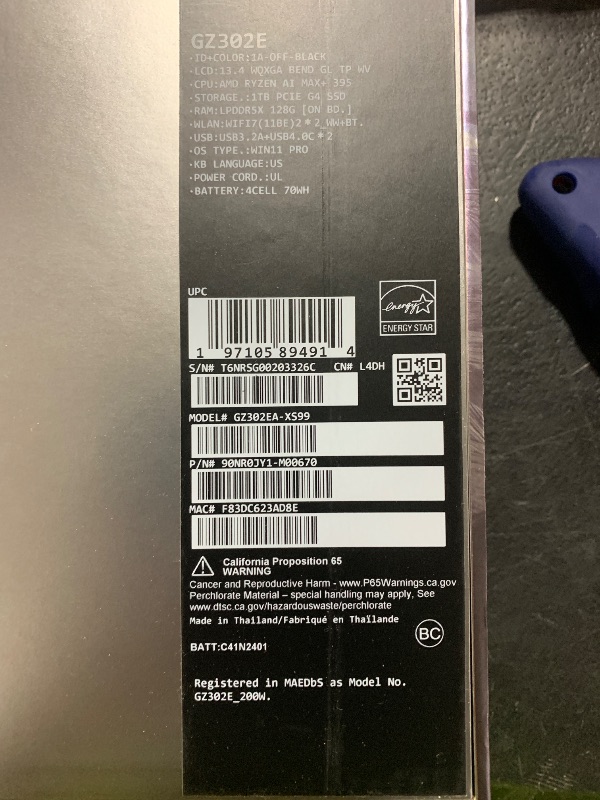 GZ302E
·ID+COLOR:1A-OFF-BLACK
·LCD:13.4 WQXGA BEND GL TP WV
·CPU:AMD RYZEN AI MAX+ 395
·STORAGE.:1TB PCIE G4 SSD
·RAM:LPDDR5X 128G [ON BD.]
·WLAN:WIFI7(11BE)2*2_WW+BT.
·USB:USB3.2A+USB4.0C*2
·OS TYPE.:WIN11 PRO
·KB LANGUAGE:US
·POWER CORD.:UL
·BATTERY:4CELL 70WH
UPC
1 97105 89491 4
energy
ENERGY STAR
S/N# T6NRSG00203326C CN# L4DH
MODEL# GZ302EA-XS99
P/N# 90NR0JY1-M00670
MAC# F83DC623AD8E
California Proposition 65
WARNING
Cancer and Reproductive Harm - www.P65Warnings.ca.gov
Perchlorate Material – special handling may apply, See
www.dtsc.ca.gov/hazardouswaste/perchlorate
Made in Thailand/Fabriqué en Thaïlande
BC
BATT:C41N2401
Registered in MAEDbS as Model No.
GZ302E_200W.